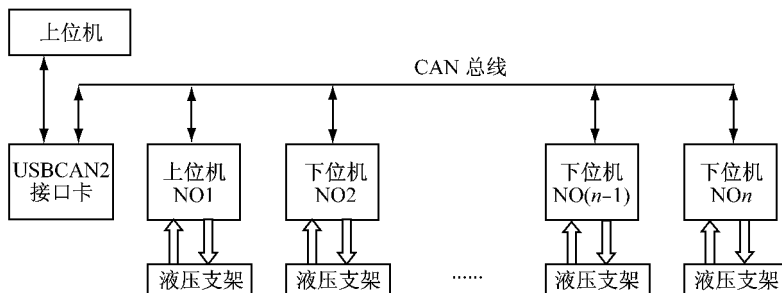 上位机
CAN 总线
USBCAN2
接口卡
上位机
NO1
下位机
NO2
下位机
NO(n-1)
下位机
NOn
液压支架
液压支架
……
液压支架
液压支架